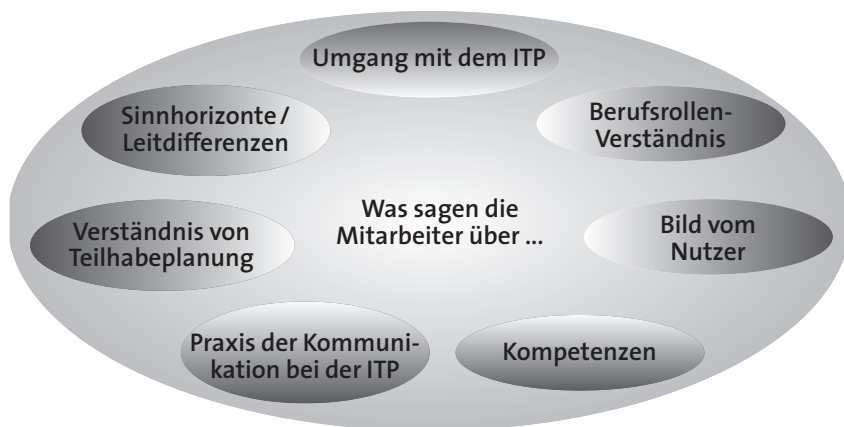 Umgang mit dem ITP
Sinnhorizonte/
Leitdifferenzen
Berufsrollen-
Verständnis
Was sagen die
Mitarbeiter über ...
Verständnis von
Teilhabeplanung
Bild vom
Nutzer
Praxis der Kommuni-
kation bei der ITP
Kompetenzen